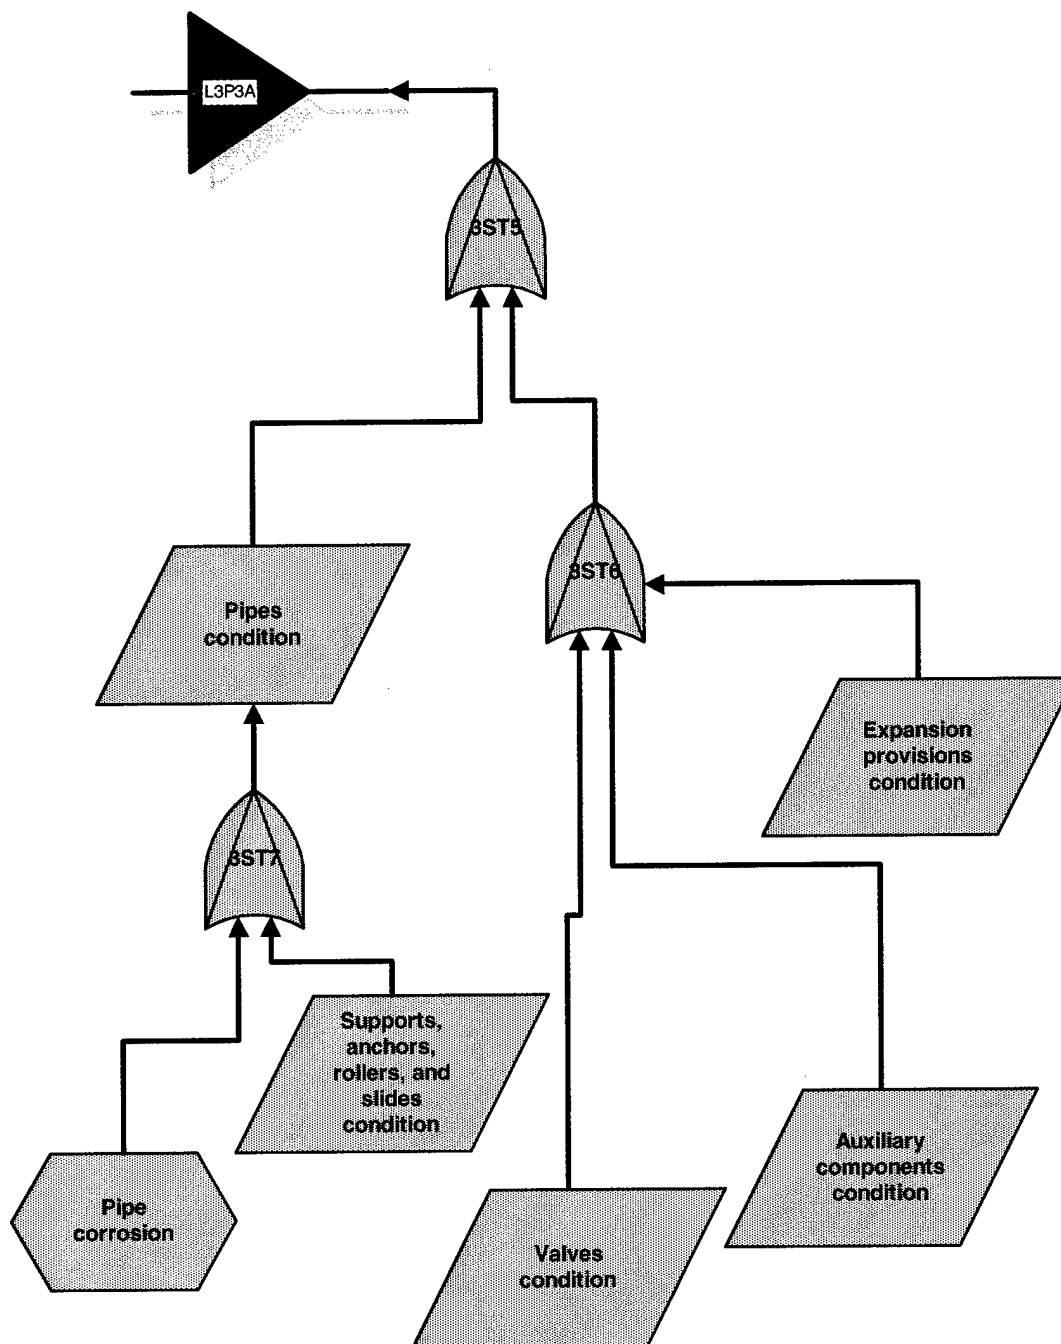 L3P3A
3ST5
3ST6
Pipes
condition
Expansion
provisions
condition
3ST7
Supports,
anchors,
rollers, and
slides
condition
Auxiliary
components
condition
Pipe
corrosion
Valves
condition